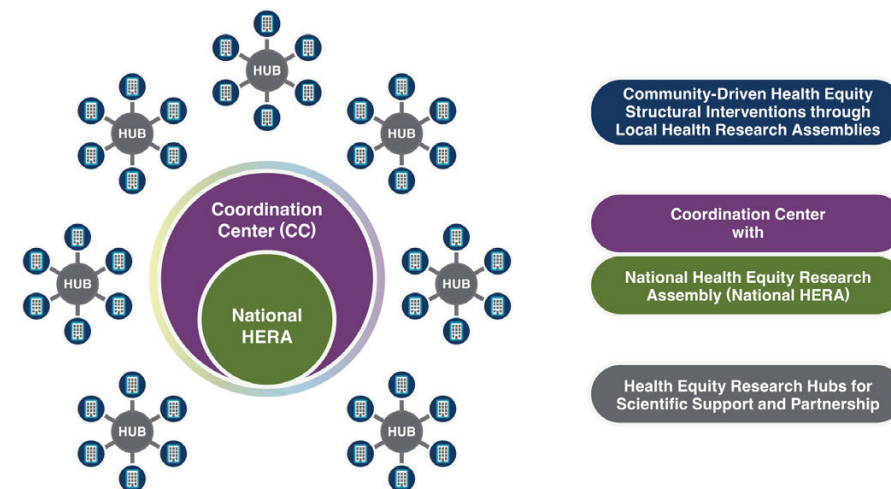 HUB
HUB
HUB
Coordination
Center (CC)
HUB
HUB
National
HERA
HUB
HUB
Community-Driven Health Equity
Structural Interventions through
Local Health Research Assemblies
Coordination Center
with
National Health Equity Research
Assembly (National HERA)
Health Equity Research Hubs for
Scientific Support and Partnership